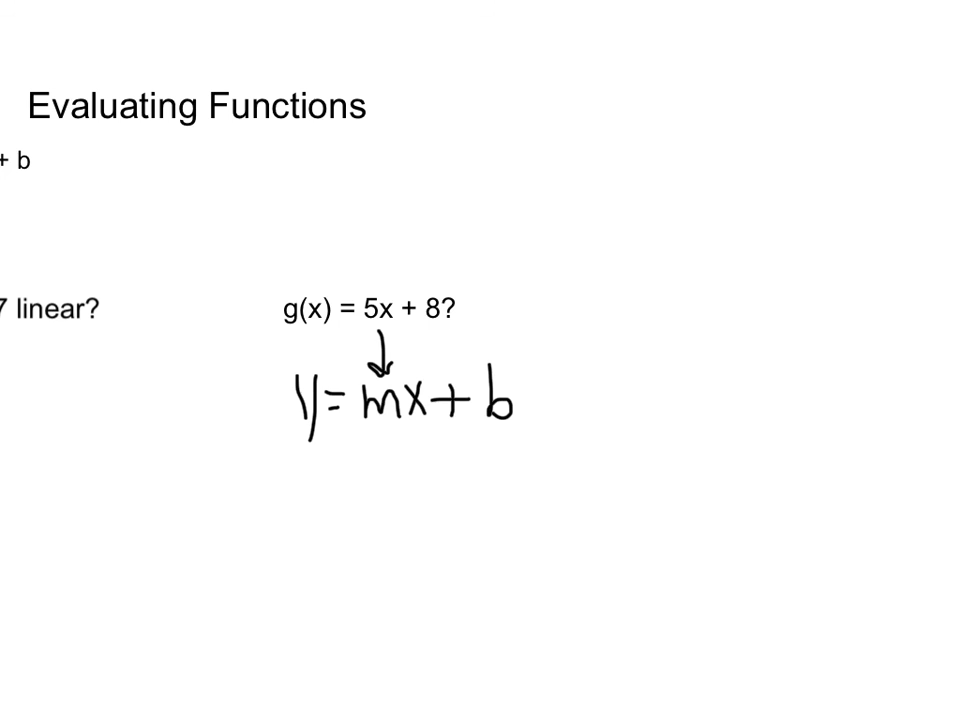 Evaluating Functions
+ b
7 linear?
g(x) = 5x + 8?
y = mx + b